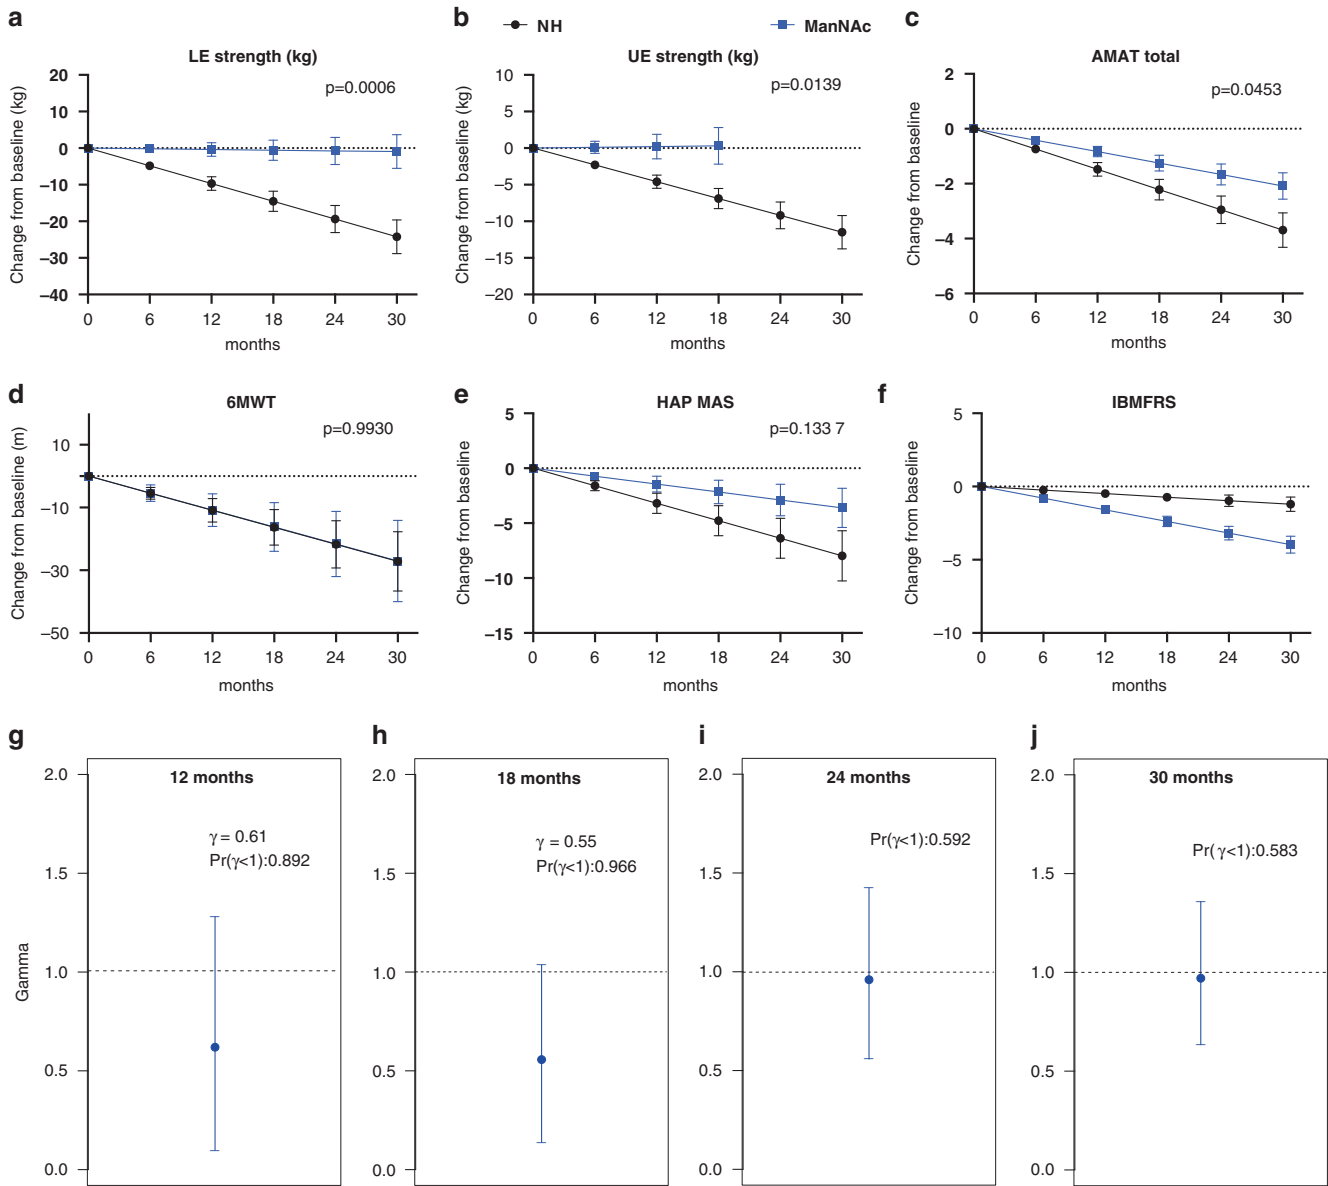 a
b
NH
ManNAc
c
LE strength (kg)
p=0.0006
Change from baseline (kg)
20
10
0
–10
–20
–30
–40
0 6 12 18 24 30
months
UE strength (kg)
p=0.0139
Change from baseline (kg)
10
5
0
–5
–10
–15
–20
0 6 12 18 24 30
months
AMAT total
p=0.0453
Change from baseline
2
0
–2
–4
–6
0 6 12 18 24 30
months
d
6MWT
p=0.9930
Change from baseline (m)
10
–10
–30
–50
0 6 12 18 24 30
months
e
HAP MAS
p=0.133 7
Change from baseline
5
0
–5
–10
–15
0 6 12 18 24 30
months
f
IBMFRS
Change from baseline
5
0
–5
–10
0 6 12 18 24 30
months
g
12 months
γ = 0.61
Pr(γ<1):0.892
Gamma
2.0
1.5
1.0
0.5
0.0
h
18 months
γ = 0.55
Pr(γ<1):0.966
2.0
1.5
1.0
0.5
0.0
i
24 months
Pr(γ<1):0.592
2.0
1.5
1.0
0.5
0.0
j
30 months
Pr( γ<1):0.583
2.0
1.5
1.0
0.5
0.0